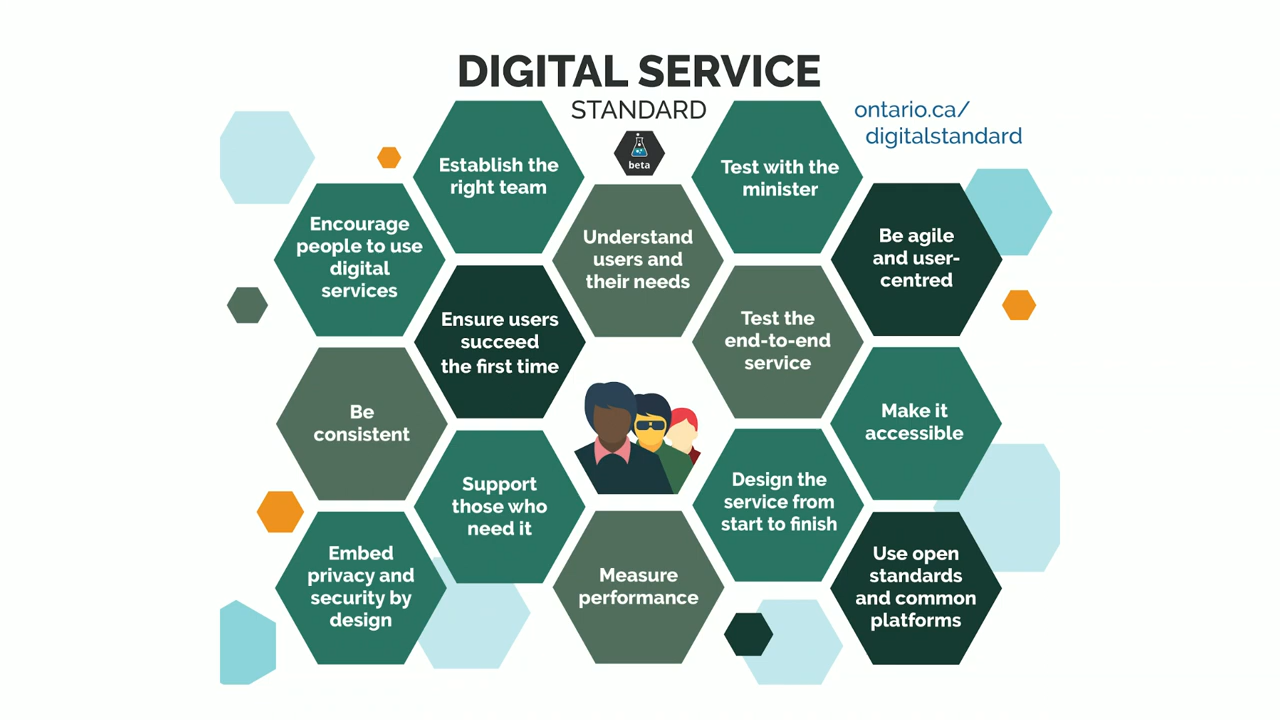 DIGITAL SERVICE
STANDARD
ontario.ca/
digitalstandard
beta
Establish the
right team
Test with the
minister
Encourage
people to use
digital
services
Understand
users and
their needs
Be agile
and user-
centred
Ensure users
succeed
the first time
Test the
end-to-end
service
Be
consistent
Make it
accessible
Support
those who
need it
Design the
service from
start to finish
Embed
privacy and
security by
design
Measure
performance
Use open
standards
and common
platforms